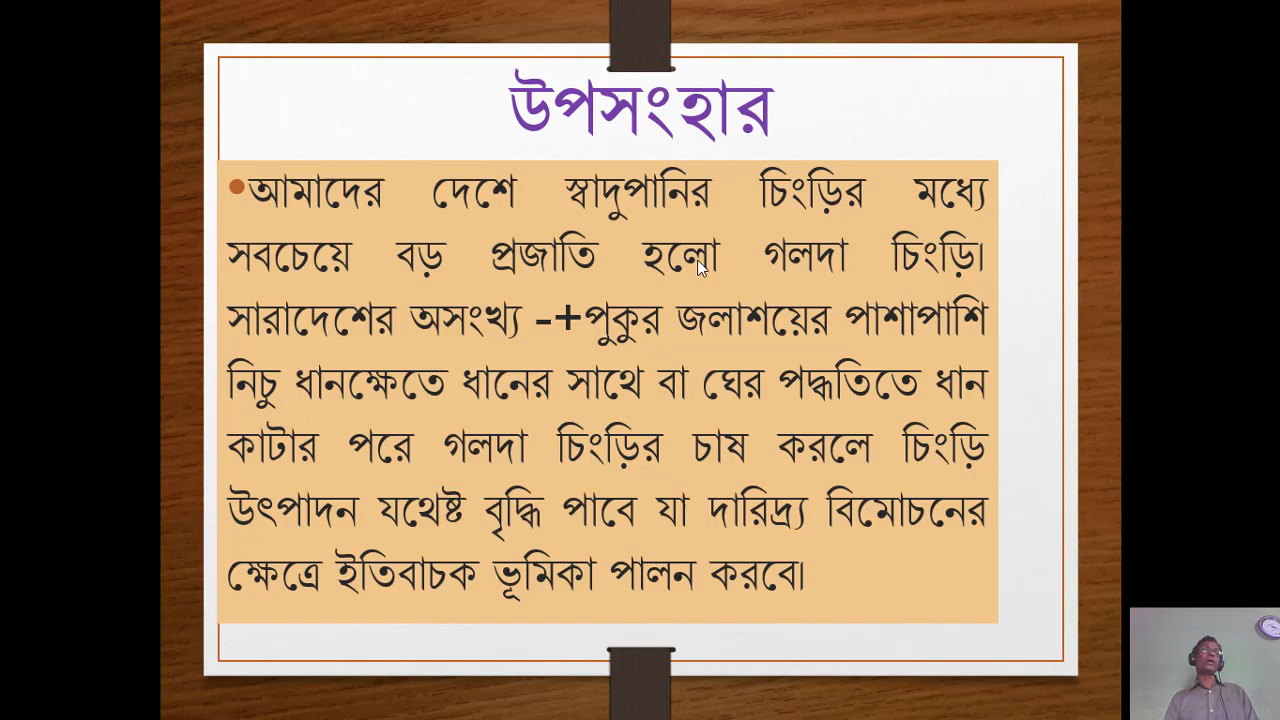 উপসংহার
•আমাদের দেশে স্বাদুপানির চিংড়ির মধ্যে
সবচেয়ে বড় প্রজাতি হলো গলদা চিংড়ি।
সারাদেশের অসংখ্য -+পুকুর জলাশয়ের পাশাপাশি
নিচু ধানক্ষেতে ধানের সাথে বা ঘের পদ্ধতিতে ধান
কাটার পরে গলদা চিংড়ির চাষ করলে চিংড়ি
উৎপাদন যথেষ্ট বৃদ্ধি পাবে যা দারিদ্র্য বিমোচনের
ক্ষেত্রে ইতিবাচক ভূমিকা পালন করবে।